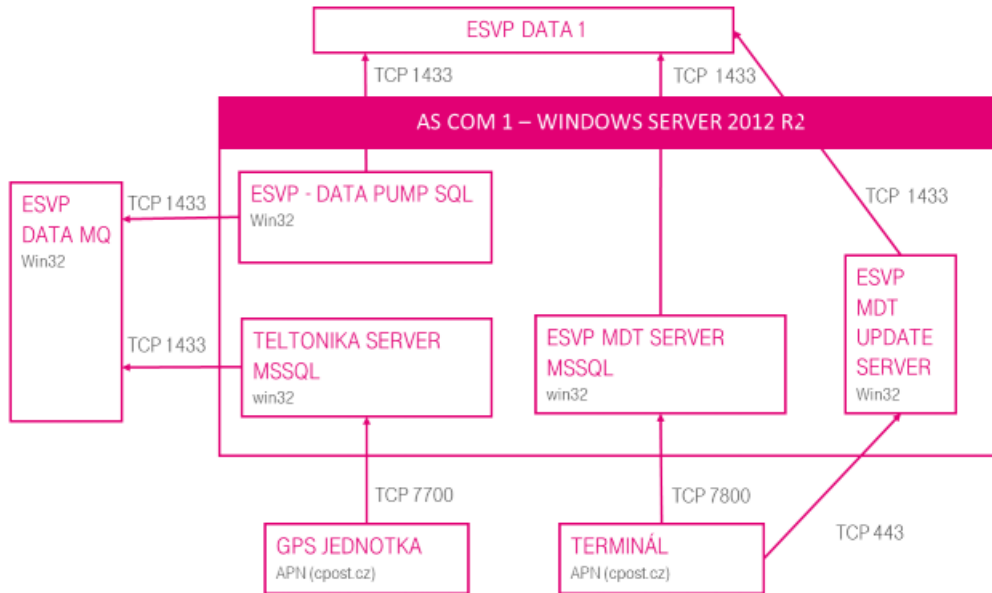 ESVP DATA 1
TCP 1433
TCP 1433
AS COM 1 – WINDOWS SERVER 2012 R2
ESVP
DATA MQ
Win32
TCP 1433
ESVP - DATA PUMP SQL
Win32
TCP 1433
ESVP
MDT
UPDATE
SERVER
Win32
TCP 1433
TELTONIKA SERVER
MSSQL
win32
ESVP MDT SERVER
MSSQL
win32
TCP 7700
TCP 7800
TCP 443
GPS JEDNOTKA
APN (cpost.cz)
TERMINÁL
APN (cpost.cz)